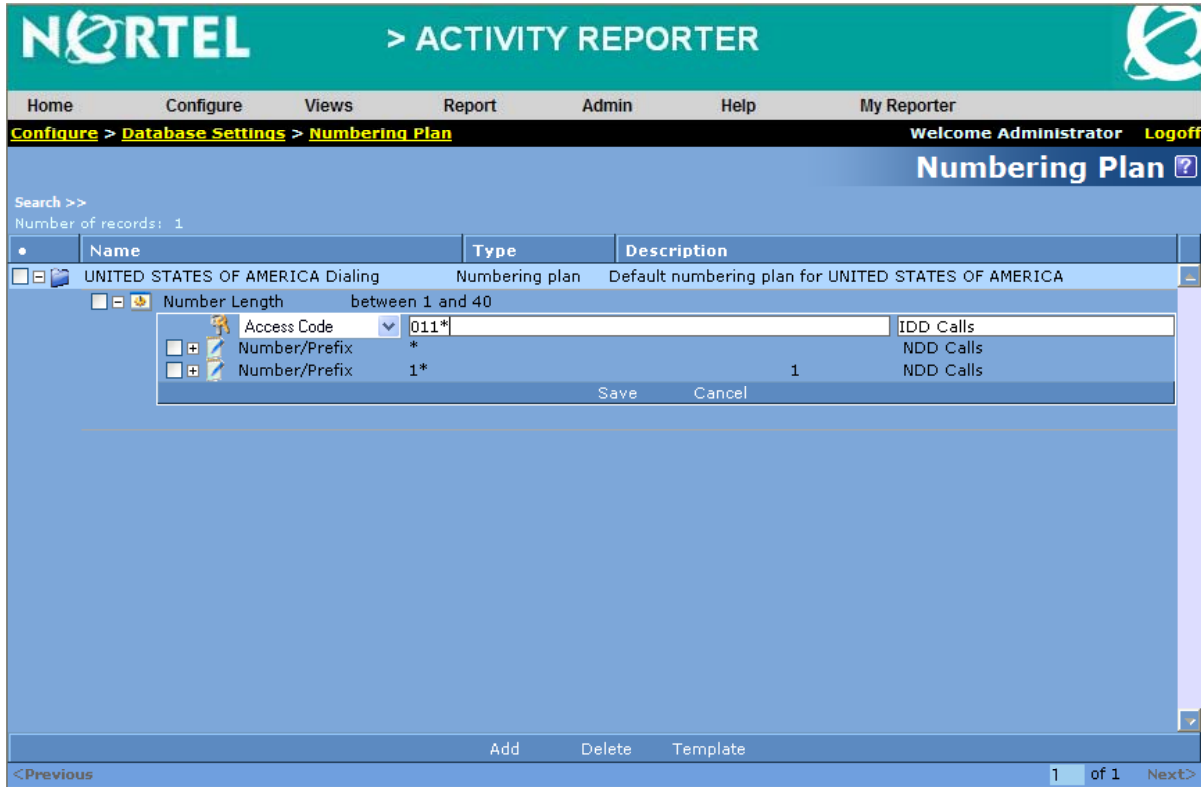 NORTEL > ACTIVITY REPORTER
Home Configure Views Report Admin Help My Reporter
Configure > Database Settings > Numbering Plan Welcome Administrator Logoff
Numbering Plan ?
Search >>
Number of records: 1
Name Type Description
UNITED STATES OF AMERICA Dialing Numbering plan Default numbering plan for UNITED STATES OF AMERICA
Number Length between 1 and 40
Access Code 011* IDD Calls
Number/Prefix * NDD Calls
Number/Prefix 1* 1 NDD Calls
Save Cancel
Add Delete Template
<Previous 1 of 1 Next>